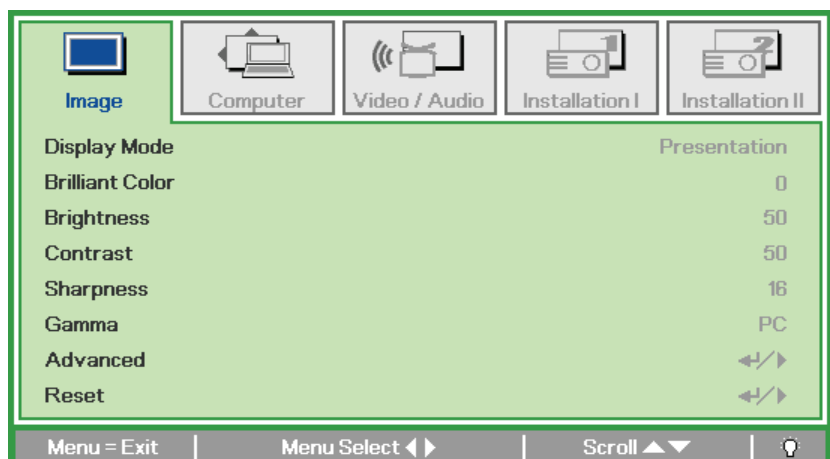 Image Computer Video / Audio Installation I Installation II
Display Mode Presentation
Brilliant Color 0
Brightness 50
Contrast 50
Sharpness 16
Gamma PC
Advanced ↵/▶
Reset ↵/▶
Menu = Exit | Menu Select ◀▶ | Scroll ▲▼ |